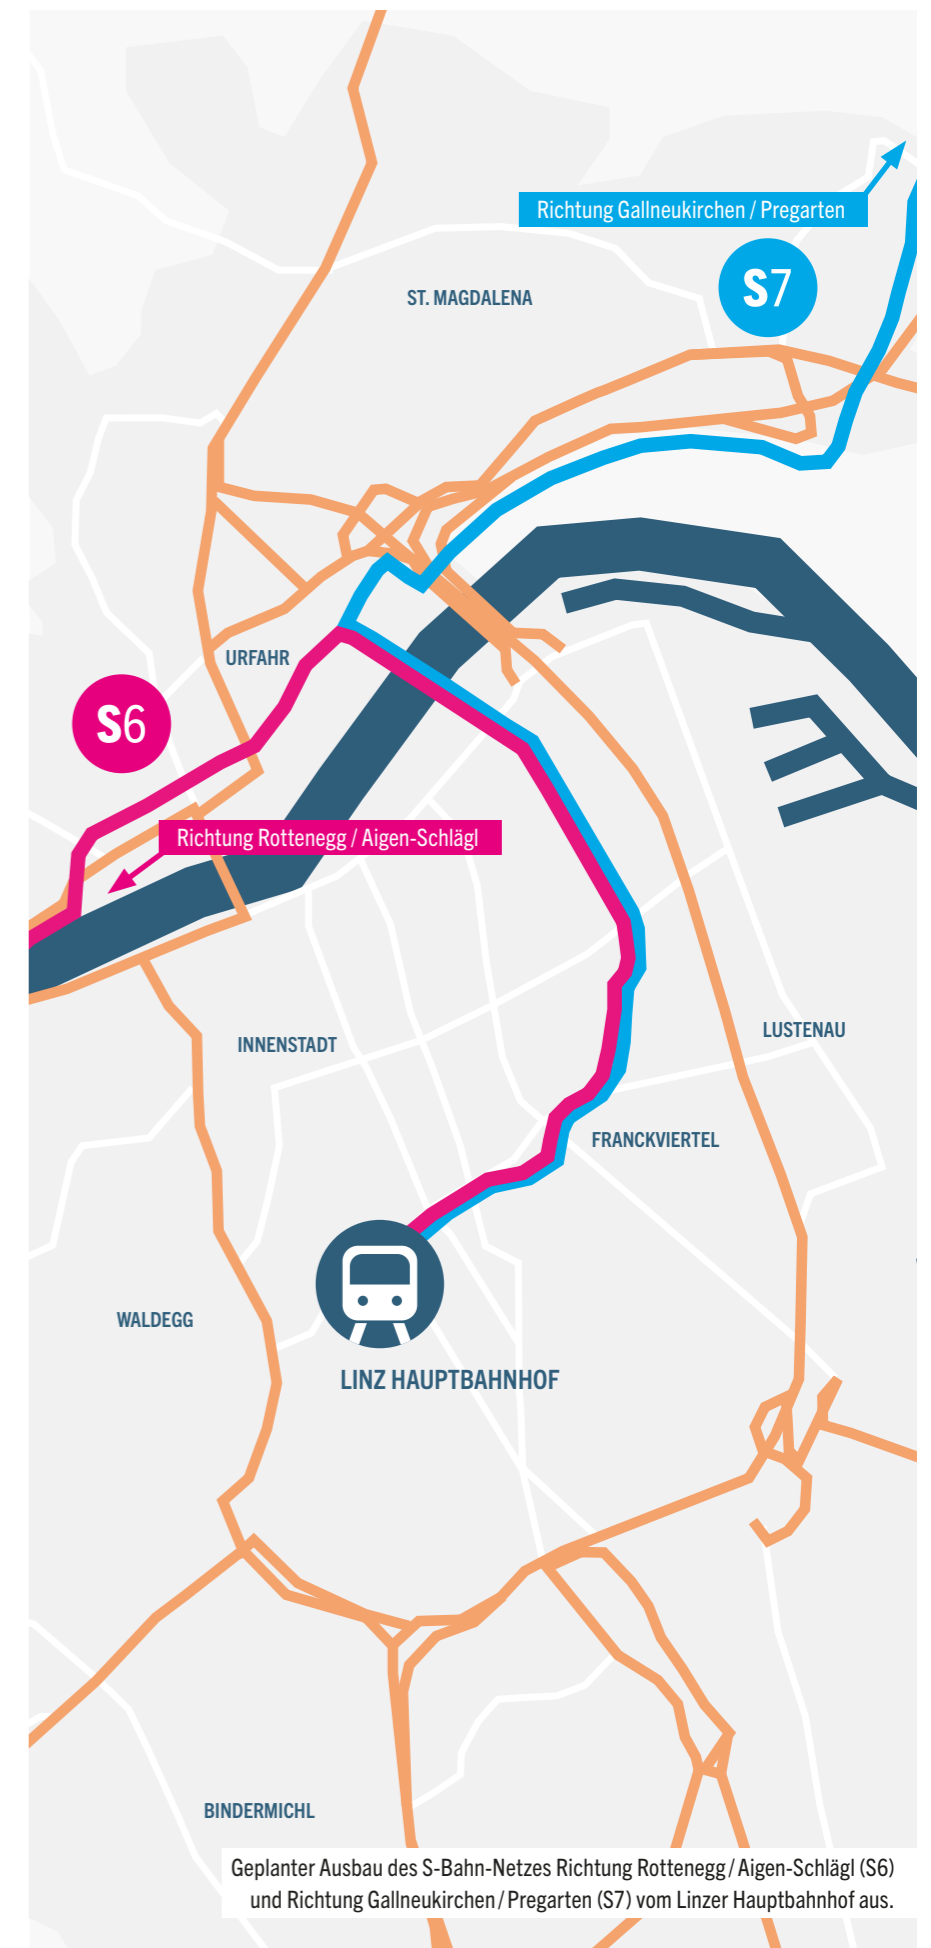 Richtung Gallneukirchen / Pregarten
S7
ST. MAGDALENA
URFAHR
S6
Richtung Rottenegg / Aigen-Schlägl
INNENSTADT
LUSTENAU
FRANCKVIERTEL
WALDEGG
LINZ HAUPTBAHNHOF
BINDERMICHL
Geplanter Ausbau des S-Bahn-Netzes Richtung Rottenegg / Aigen-Schlägl (S6)
und Richtung Gallneukirchen / Pregarten (S7) vom Linzer Hauptbahnhof aus.